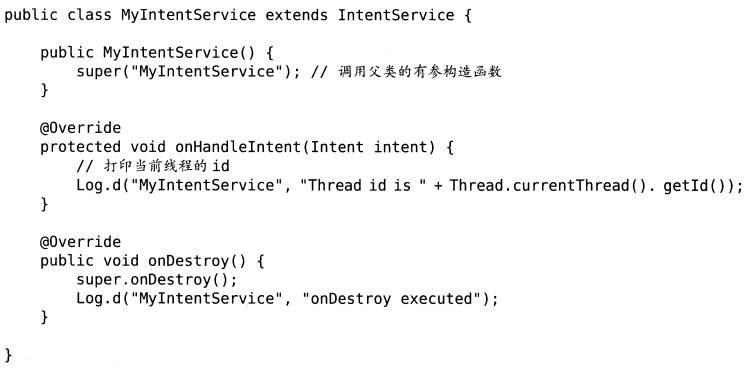 public class MyIntentService extends IntentService {
public MyIntentService() {
super("MyIntentService"); // 调用父类的有参构造函数
}
@Override
protected void onHandleIntent(Intent intent) {
// 打印当前线程的 id
Log.d("MyIntentService", "Thread id is " + Thread.currentThread(). getId());
}
@Override
public void onDestroy() {
super.onDestroy();
Log.d("MyIntentService", "onDestroy executed");
}
}